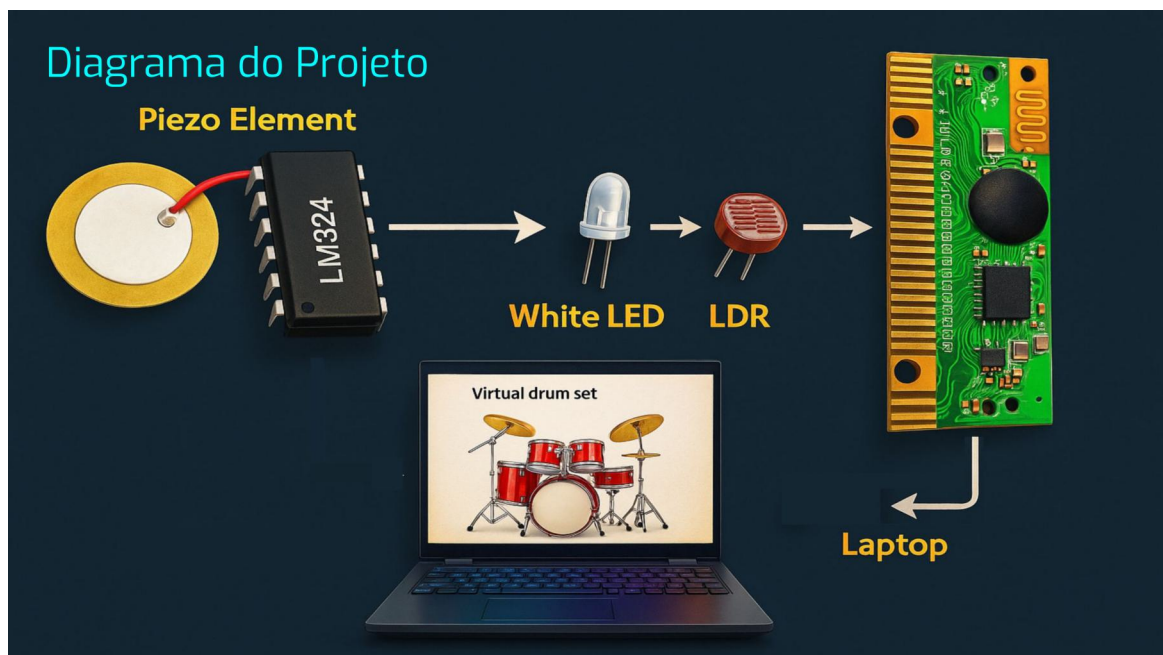 Diagrama do Projeto
Piezo Element
LM324
White LED
LDR
Virtual drum set
Laptop